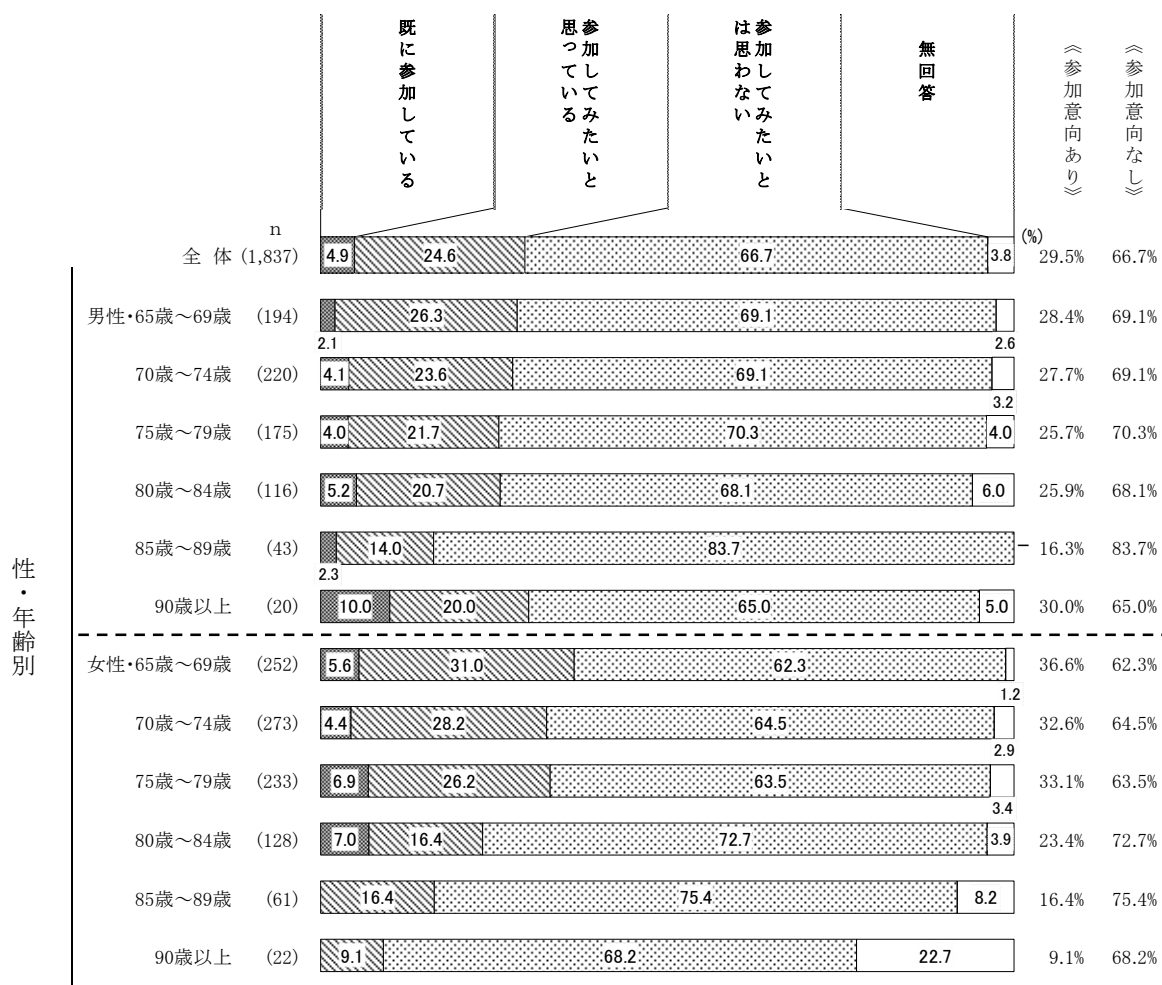 既に参加している
参加してみたいと
思っている
参加してみたいと
は思わない
無回答
《参加意向あり》
《参加意向なし》
n
(%)
全 体 (1,837) 4.9 24.6 66.7 3.8 29.5% 66.7%
男性・65歳～69歳 (194) 26.3 69.1 28.4% 69.1%
2.1 2.6
70歳～74歳 (220) 4.1 23.6 69.1 27.7% 69.1%
3.2
75歳～79歳 (175) 4.0 21.7 70.3 4.0 25.7% 70.3%
80歳～84歳 (116) 5.2 20.7 68.1 6.0 25.9% 68.1%
85歳～89歳 (43) 14.0 83.7 － 16.3% 83.7%
2.3
90歳以上 (20) 10.0 20.0 65.0 5.0 30.0% 65.0%
女性・65歳～69歳 (252) 5.6 31.0 62.3 36.6% 62.3%
1.2
70歳～74歳 (273) 4.4 28.2 64.5 32.6% 64.5%
2.9
75歳～79歳 (233) 6.9 26.2 63.5 33.1% 63.5%
3.4
80歳～84歳 (128) 7.0 16.4 72.7 3.9 23.4% 72.7%
85歳～89歳 (61) 16.4 75.4 8.2 16.4% 75.4%
90歳以上 (22) 9.1 68.2 22.7 9.1% 68.2%
性・年齢別